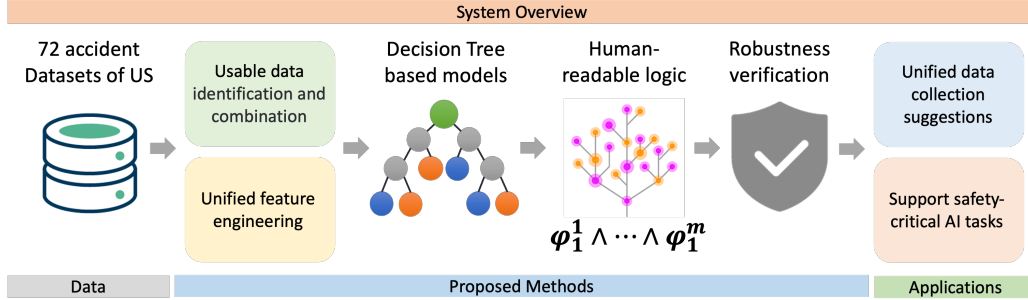 System Overview
72 accident
Datasets of US
Usable data
identification and
combination
Unified feature
engineering
Decision Tree
based models
Human-
readable logic
φ₁¹ ∧ ⋯ ∧ φ₁ᵐ
Robustness
verification
Unified data
collection
suggestions
Support safety-
critical AI tasks
Data
Proposed Methods
Applications